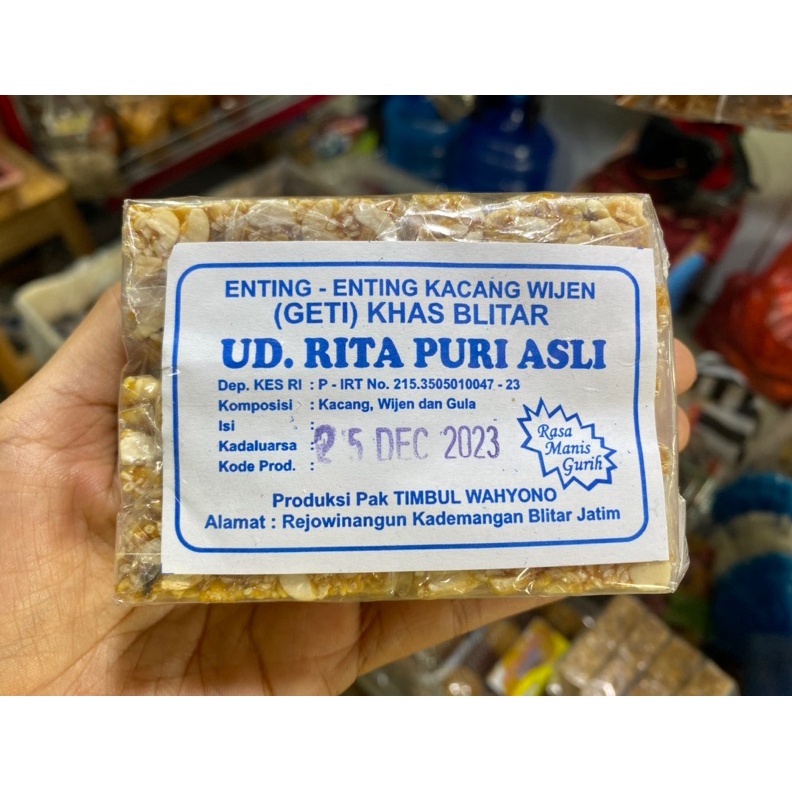 ENTING - ENTING KACANG WIJEN
(GETI) KHAS BLITAR
UD. RITA PURI ASLI
Dep. KES RI : P - IRT No. 215.3505010047 - 23
Komposisi : Kacang, Wijen dan Gula
Isi :
Kadaluarsa : 25 DEC 2023
Kode Prod. :
Rasa
Manis
Gurih
Produksi Pak TIMBUL WAHYONO
Alamat : Rejowinangun Kademangan Blitar Jatim